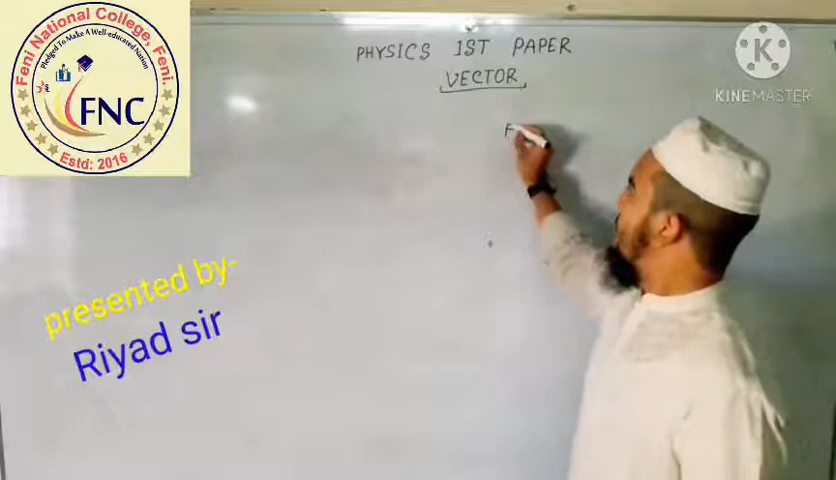 Feni National College, Feni.
Pledged To Make A Well-educated Nation
FNC
Estd: 2016
PHYSICS 1ST PAPER
VECTOR
K
KINEMASTER
presented by-
Riyad sir